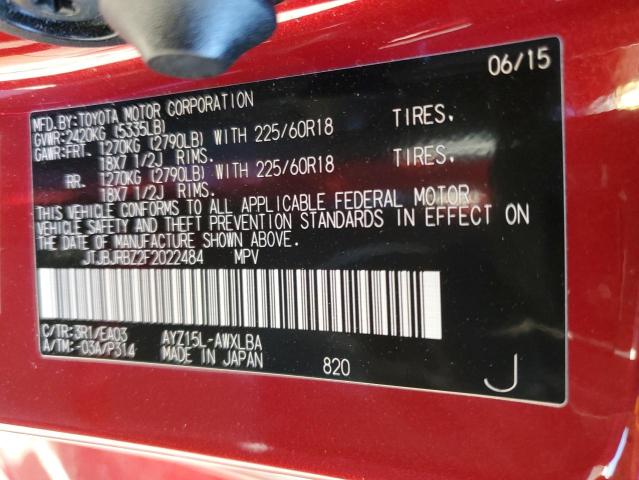 06/15
MFD.BY:TOYOTA MOTOR CORPORATION
GVWR:2420KG (5335LB)
GAWR:FRT. 1270KG (2790LB) WITH 225/60R18 TIRES,
18X7 1/2J RIMS.
RR. 1270KG (2790LB) WITH 225/60R18 TIRES,
18X7 1/2J RIMS.
THIS VEHICLE CONFORMS TO ALL APPLICABLE FEDERAL MOTOR
VEHICLE SAFETY AND THEFT PREVENTION STANDARDS IN EFFECT ON
THE DATE OF MANUFACTURE SHOWN ABOVE.
JTJBJRBZ2F2022484 MPV
C/TR:3R1/EA03 AYZ15L-AWXLBA
A/TM:-03A/P314 MADE IN JAPAN 820 J